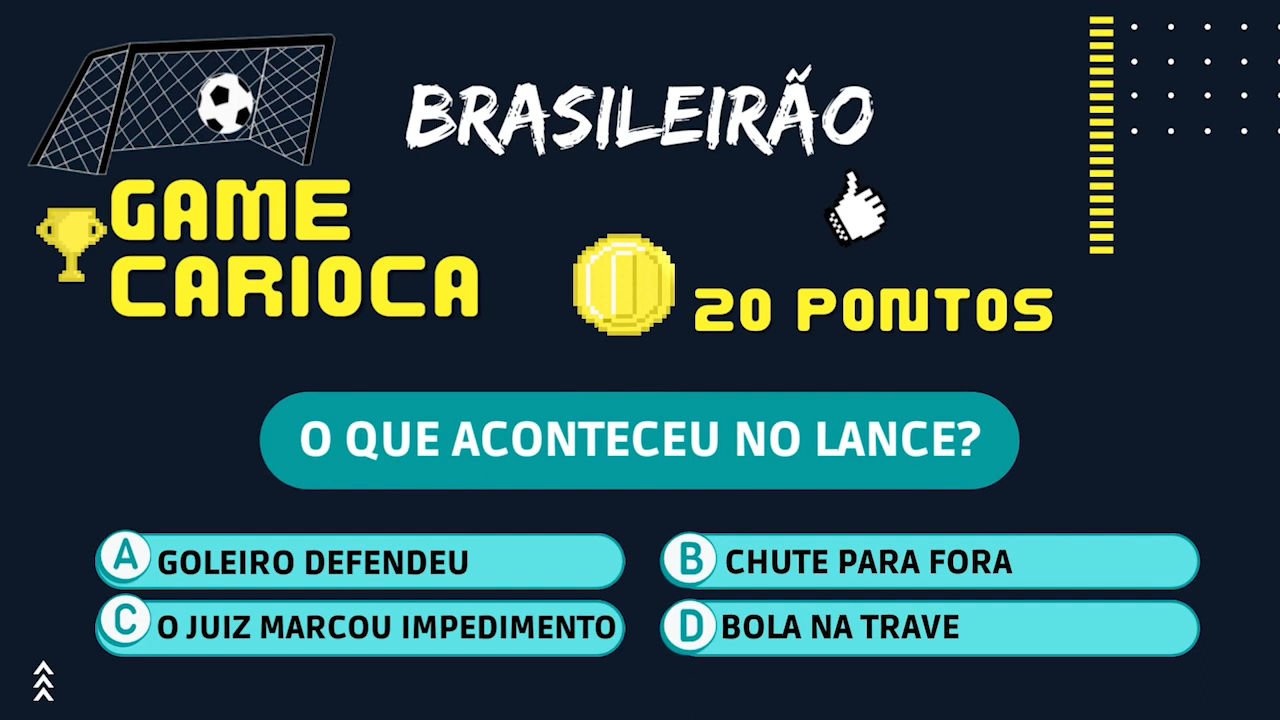 BRASILEIRÃO
GAME
CARIOCA
20 PONTOS
O QUE ACONTECEU NO LANCE?
A GOLEIRO DEFENDEU
B CHUTE PARA FORA
C O JUIZ MARCOU IMPEDIMENTO
D BOLA NA TRAVE